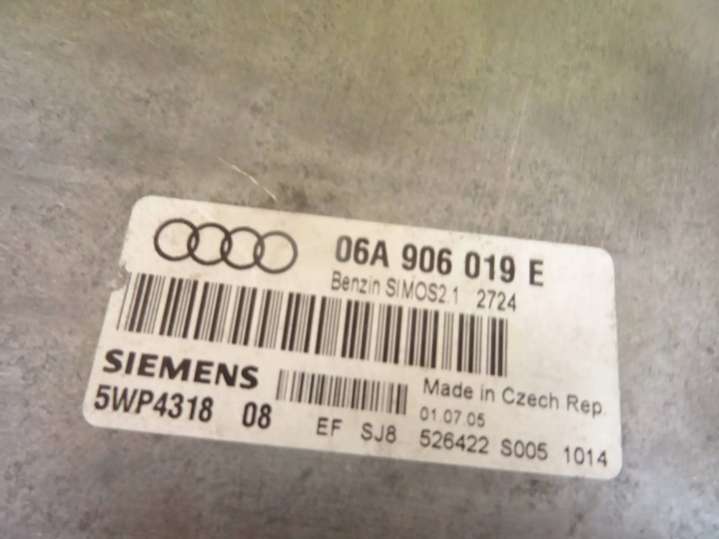 06A 906 019 E
Benzin SIMOS2.1 2724
SIEMENS
5WP4318 08
Made in Czech Rep.
01.07.05
EF SJ8 526422 S005 1014